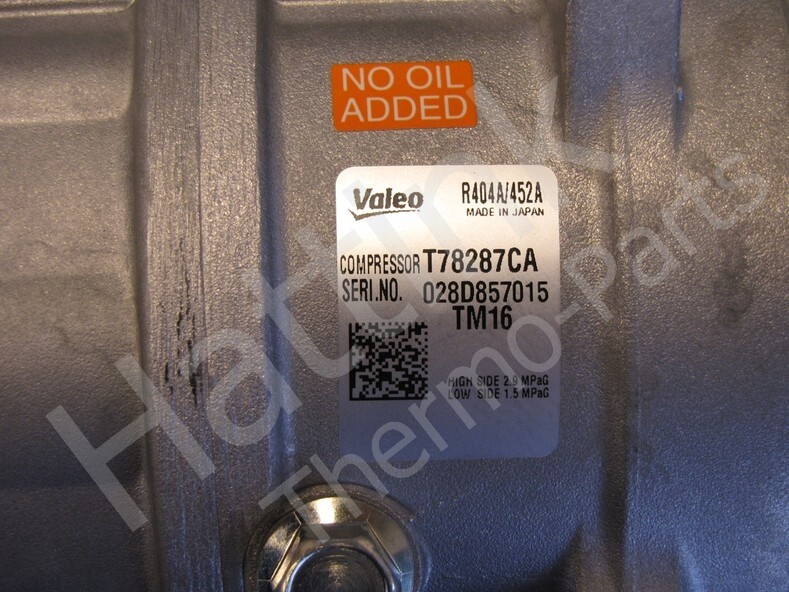 NO OIL
ADDED
Valeo R404A/452A
MADE IN JAPAN
COMPRESSOR T78287CA
SERI.NO. 028D857015
TM16
HIGH SIDE 2.9 MPaG
LOW SIDE 1.5 MPaG
Hattink
Thermo-Parts